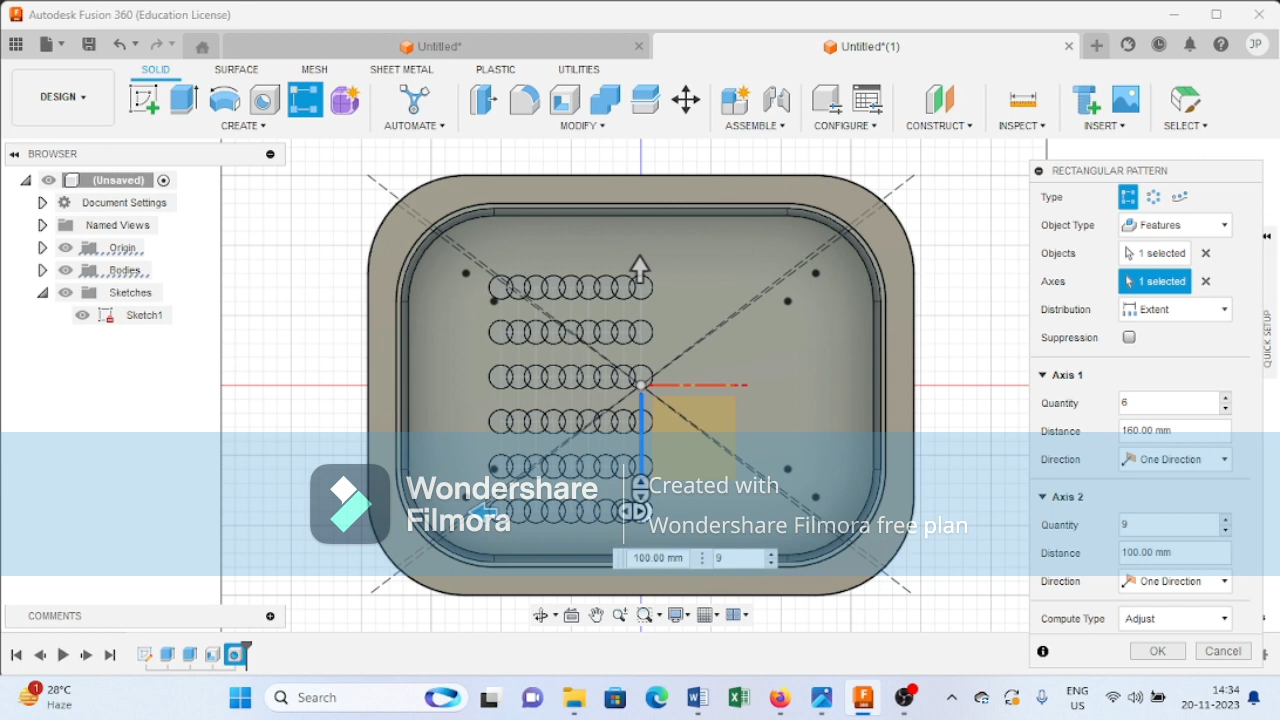 Autodesk Fusion 360 (Education License)
Untitled*
Untitled*(1)
JP
DESIGN
SOLID
SURFACE
MESH
SHEET METAL
PLASTIC
UTILITIES
CREATE
AUTOMATE
MODIFY
ASSEMBLE
CONFIGURE
CONSTRUCT
INSPECT
INSERT
SELECT
BROWSER
(Unsaved)
Document Settings
Named Views
Origin
Bodies
Sketches
Sketch1
RECTANGULAR PATTERN
Type
Object Type Features
Objects 1 selected
Axes 1 selected
Distribution Extent
Suppression
Axis 1
Quantity 6
Distance 160.00 mm
Direction One Direction
Axis 2
Quantity 9
Distance 100.00 mm
Direction One Direction
Compute Type Adjust
OK Cancel
QUICK SETUP
Wondershare
Filmora
Created with
Wondershare Filmora free plan
100.00 mm 9
COMMENTS
1
28°C
Haze
Search
ENG
US
14:34
20-11-2023